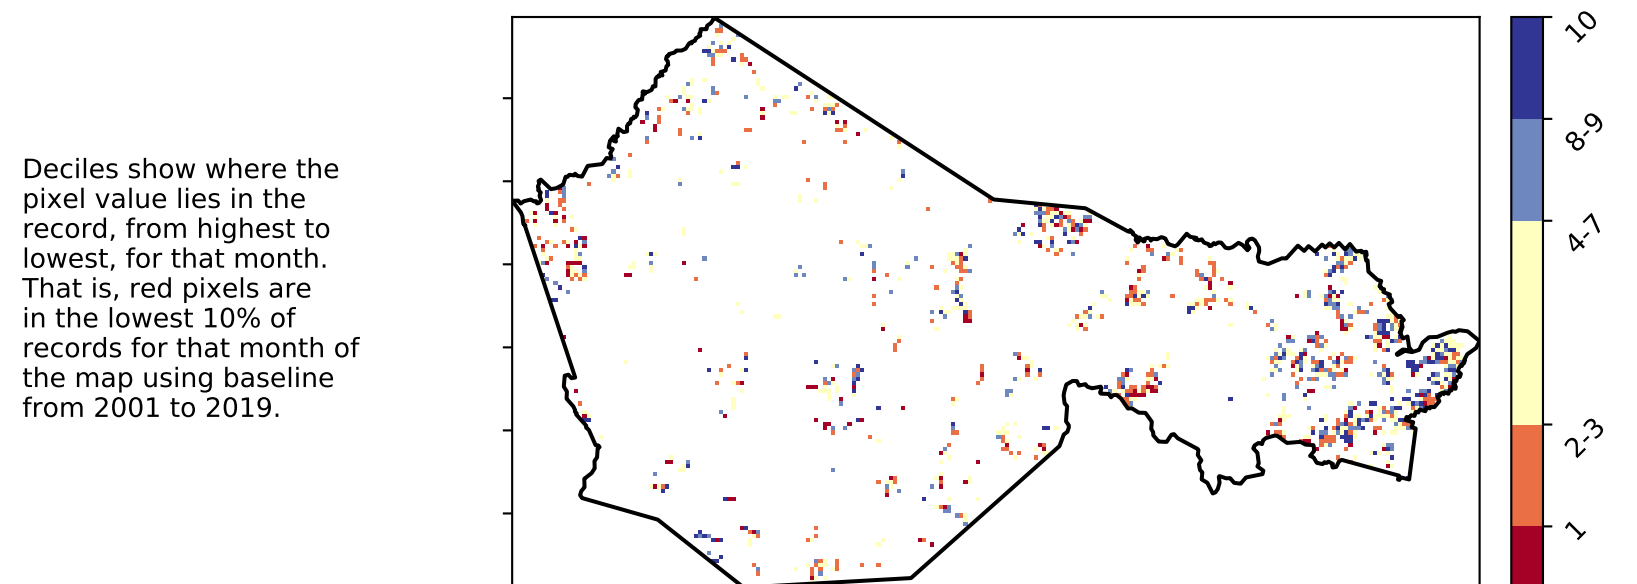 Deciles show where the
pixel value lies in the
record, from highest to
lowest, for that month.
That is, red pixels are
in the lowest 10% of
records for that month of
the map using baseline
from 2001 to 2019.
10
8-9
4-7
2-3
1